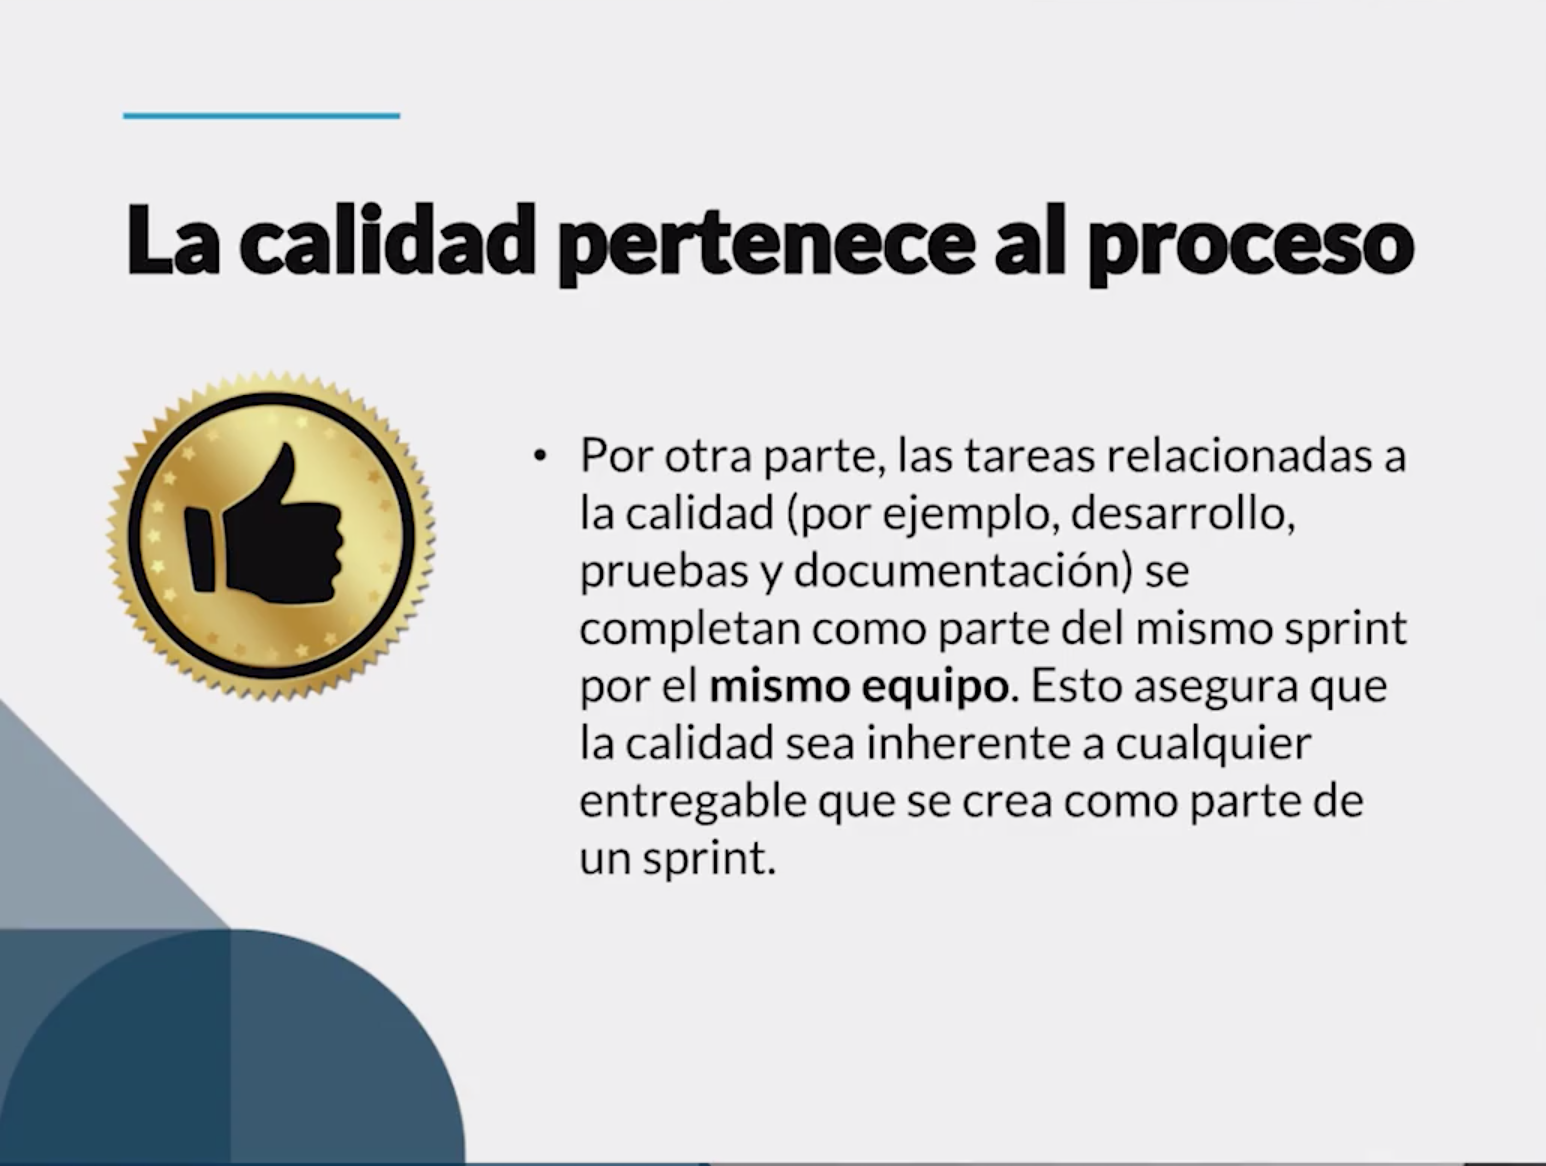 La calidad pertenece al proceso
• Por otra parte, las tareas relacionadas a
la calidad (por ejemplo, desarrollo,
pruebas y documentación) se
completan como parte del mismo sprint
por el mismo equipo. Esto asegura que
la calidad sea inherente a cualquier
entregable que se crea como parte de
un sprint.